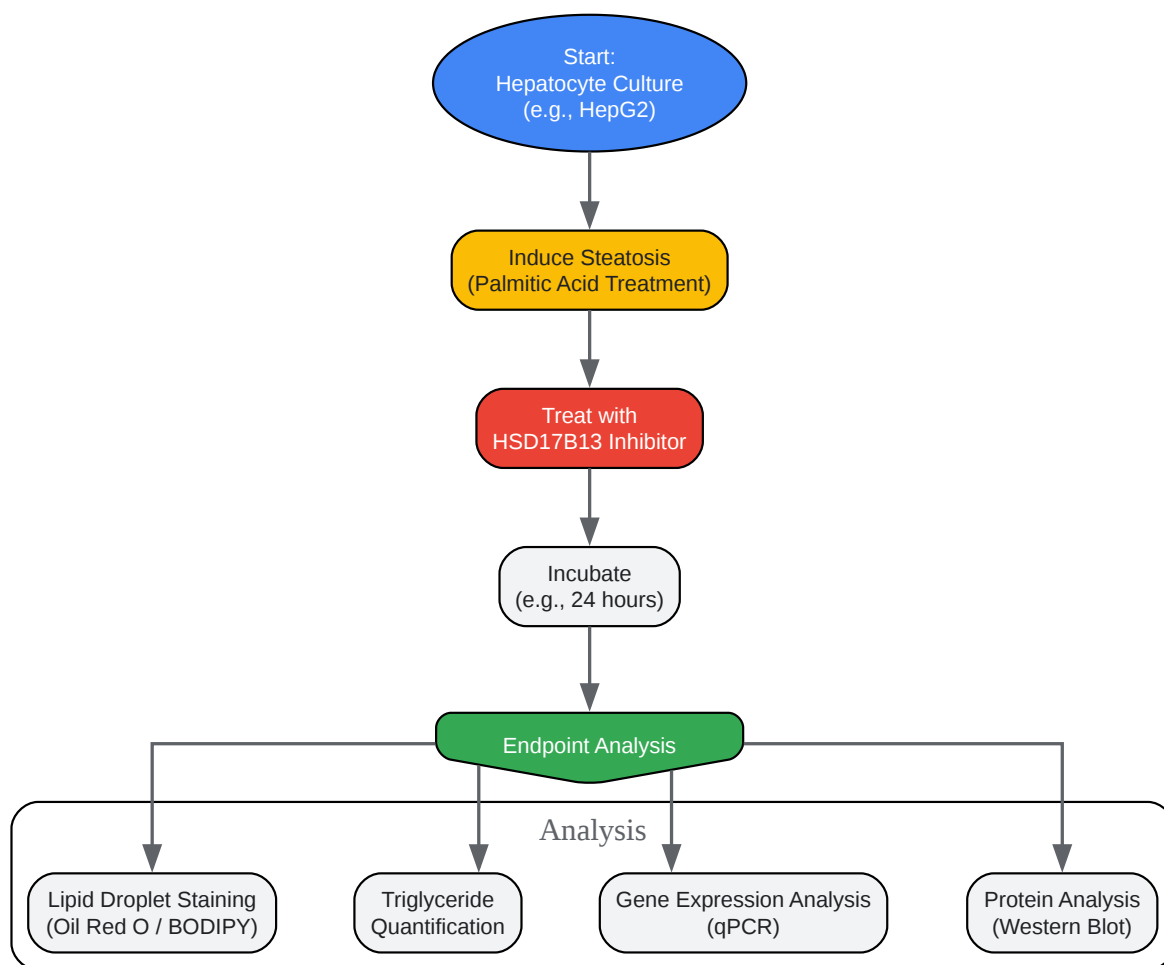 Start:
Hepatocyte Culture
(e.g., HepG2)
Induce Steatosis
(Palmitic Acid Treatment)
Treat with
HSD17B13 Inhibitor
Incubate
(e.g., 24 hours)
Endpoint Analysis
Analysis
Lipid Droplet Staining
(Oil Red O / BODIPY)
Triglyceride
Quantification
Gene Expression Analysis
(qPCR)
Protein Analysis
(Western Blot)